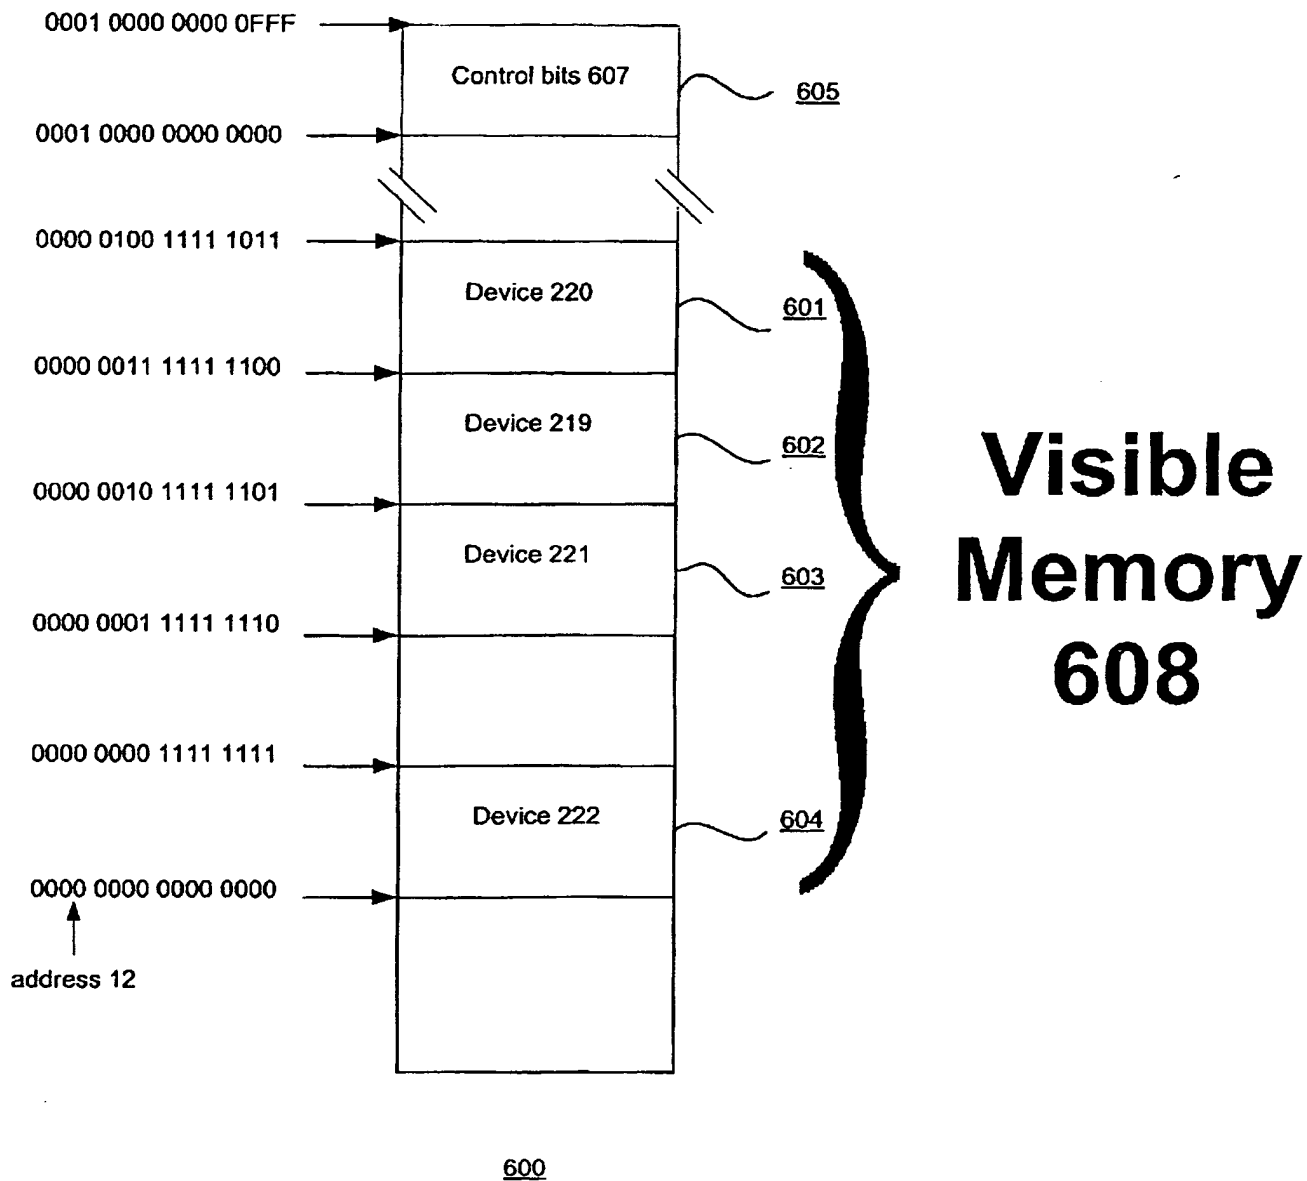 0001 0000 0000 0FFF
Control bits 607
605
0001 0000 0000 0000
0000 0100 1111 1011
Device 220
601
0000 0011 1111 1100
Device 219
602
0000 0010 1111 1101
Device 221
603
0000 0001 1111 1110
0000 0000 1111 1111
Device 222
604
0000 0000 0000 0000
address 12
Visible
Memory
608
600